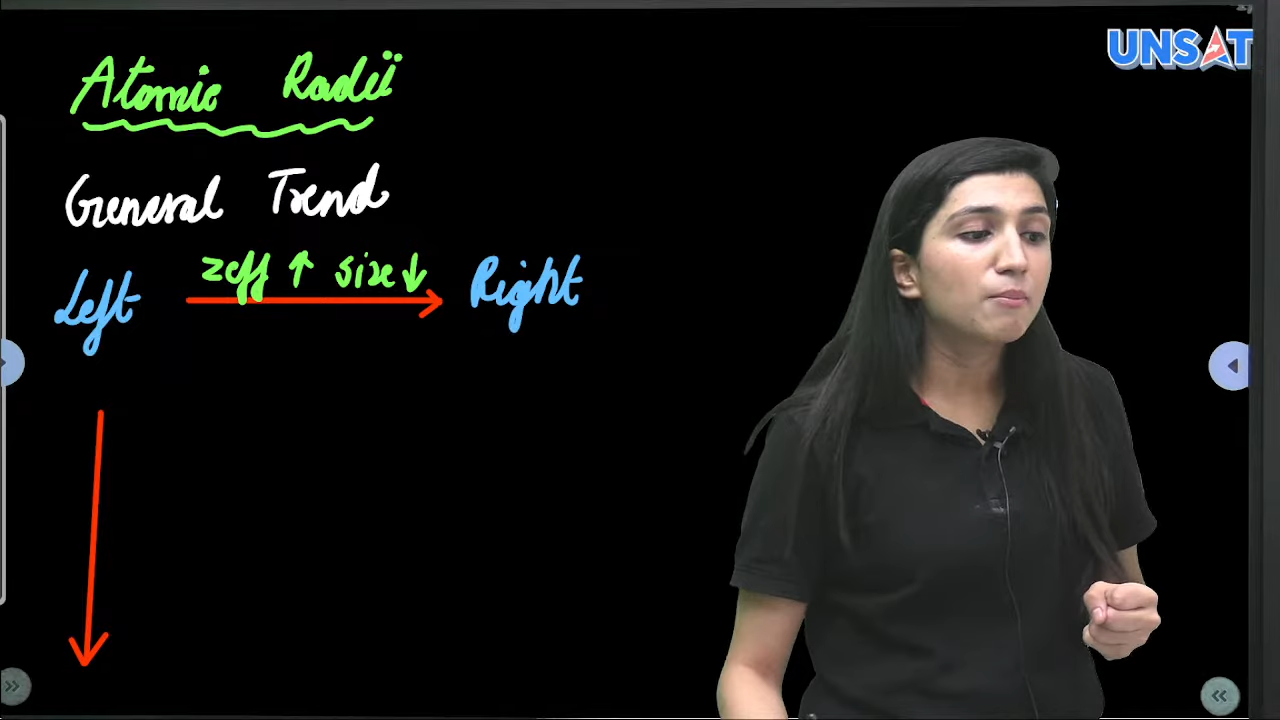 UNSAT
Atomic Radii
General Trend
Left zeff ↑ size ↓ Right